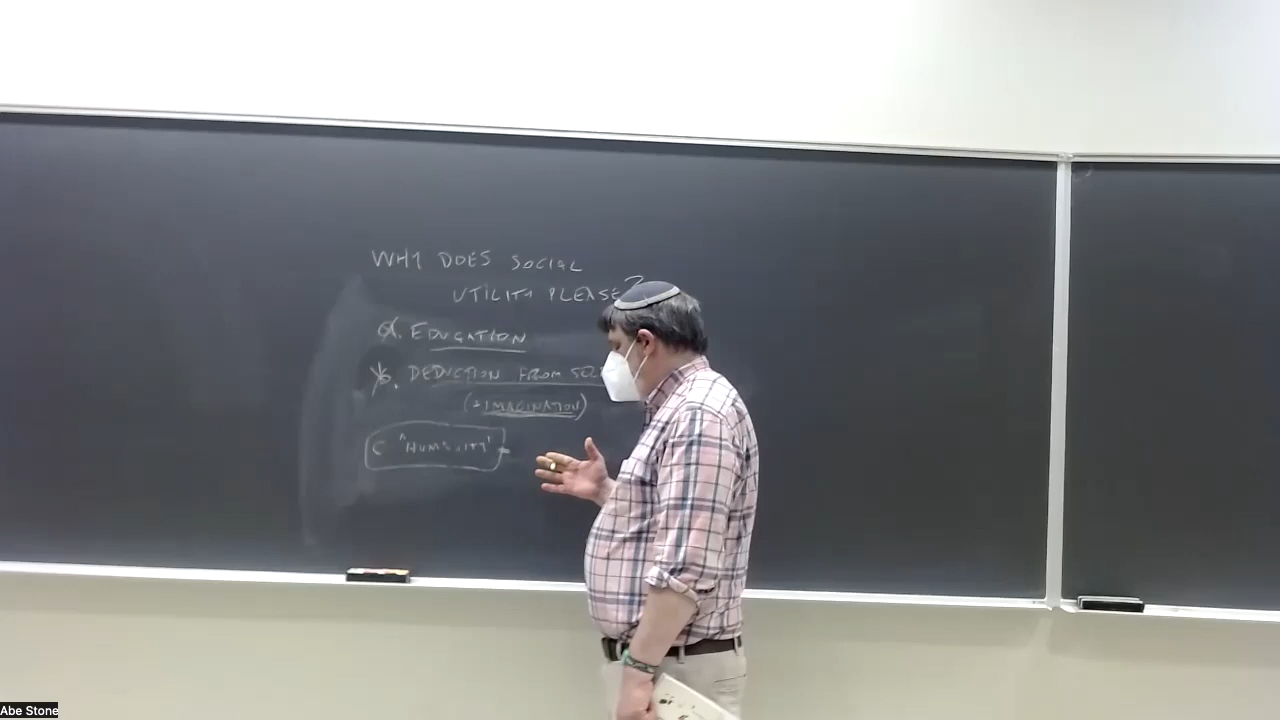 WHY DOES SOCIAL
UTILITY PLEASE?
a. EDUCATION
b. DEDUCTION FROM
(+IMAGINATION)
C "HUMANITY"
Abe Stone